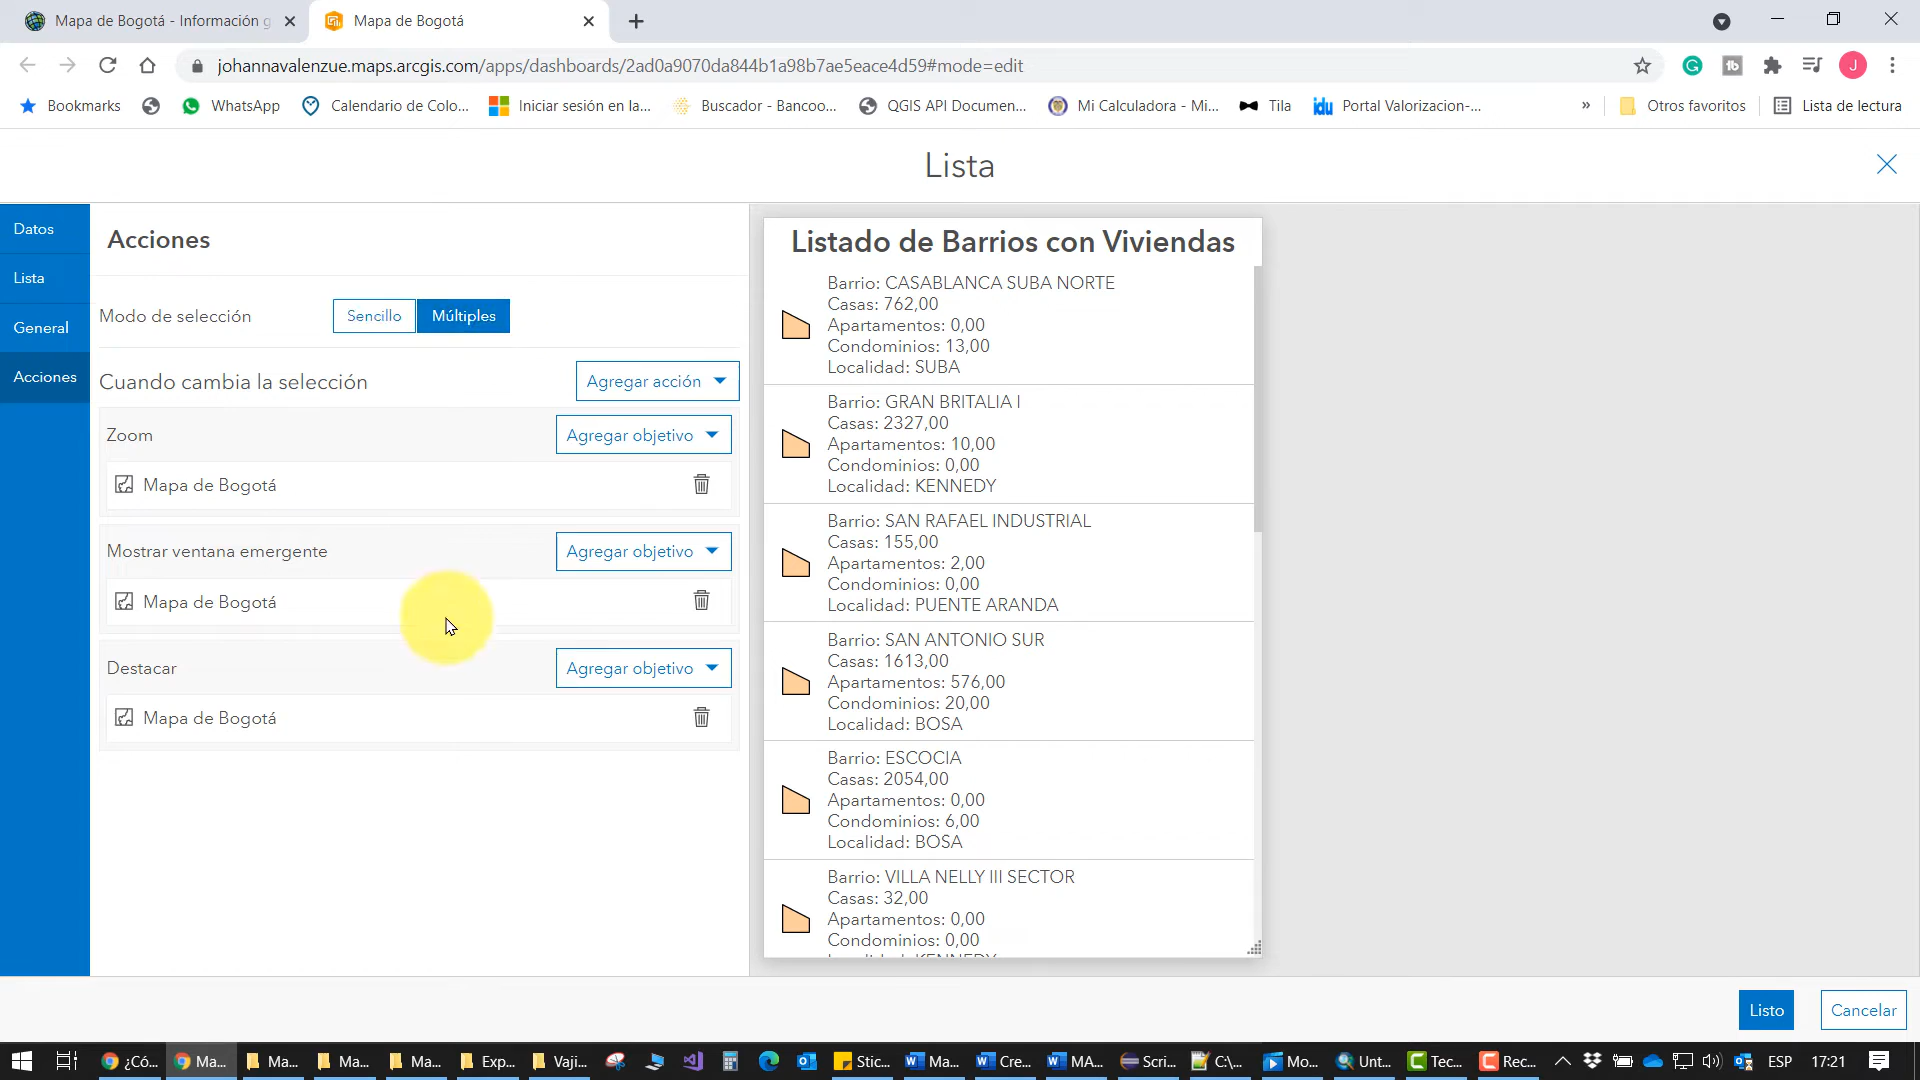 Mapa de Bogotá - Información g
Mapa de Bogotá
johannavalenzue.maps.arcgis.com/apps/dashboards/2ad0a9070da844b1a98b7ae5eace4d59#mode=edit
J
Bookmarks
WhatsApp
Calendario de Colo...
Iniciar sesión en la...
Buscador - Bancoo...
QGIS API Documen...
Mi Calculadora - Mi...
Tila
idu
Portal Valorizacion-...
»
Otros favoritos
Lista de lectura
Lista
Datos
Lista
General
Acciones
Acciones
Modo de selección
Sencillo
Múltiples
Cuando cambia la selección
Agregar acción
Zoom
Agregar objetivo
Mapa de Bogotá
Mostrar ventana emergente
Agregar objetivo
Mapa de Bogotá
Destacar
Agregar objetivo
Mapa de Bogotá
Listado de Barrios con Viviendas
Barrio: CASABLANCA SUBA NORTE
Casas: 762,00
Apartamentos: 0,00
Condominios: 13,00
Localidad: SUBA
Barrio: GRAN BRITALIA I
Casas: 2327,00
Apartamentos: 10,00
Condominios: 0,00
Localidad: KENNEDY
Barrio: SAN RAFAEL INDUSTRIAL
Casas: 155,00
Apartamentos: 2,00
Condominios: 0,00
Localidad: PUENTE ARANDA
Barrio: SAN ANTONIO SUR
Casas: 1613,00
Apartamentos: 576,00
Condominios: 20,00
Localidad: BOSA
Barrio: ESCOCIA
Casas: 2054,00
Apartamentos: 0,00
Condominios: 6,00
Localidad: BOSA
Barrio: VILLA NELLY III SECTOR
Casas: 32,00
Apartamentos: 0,00
Condominios: 0,00
Localidad: KENNEDY
Listo
Cancelar
¿Có...
Ma...
Ma...
Ma...
Ma...
Exp...
Vaji...
Stic...
Ma...
Cre...
MA...
Scri...
C:\...
Mo...
Unt...
Tec...
Rec...
ESP
17:21